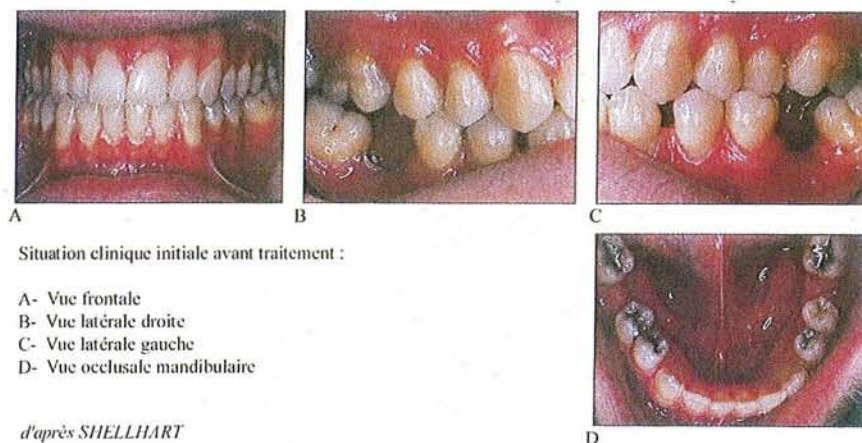 A
B
C
Situation clinique initiale avant traitement :
A- Vue frontale
B- Vue latérale droite
C- Vue latérale gauche
D- Vue occlusale mandibulaire
d'après SHELLHART
D